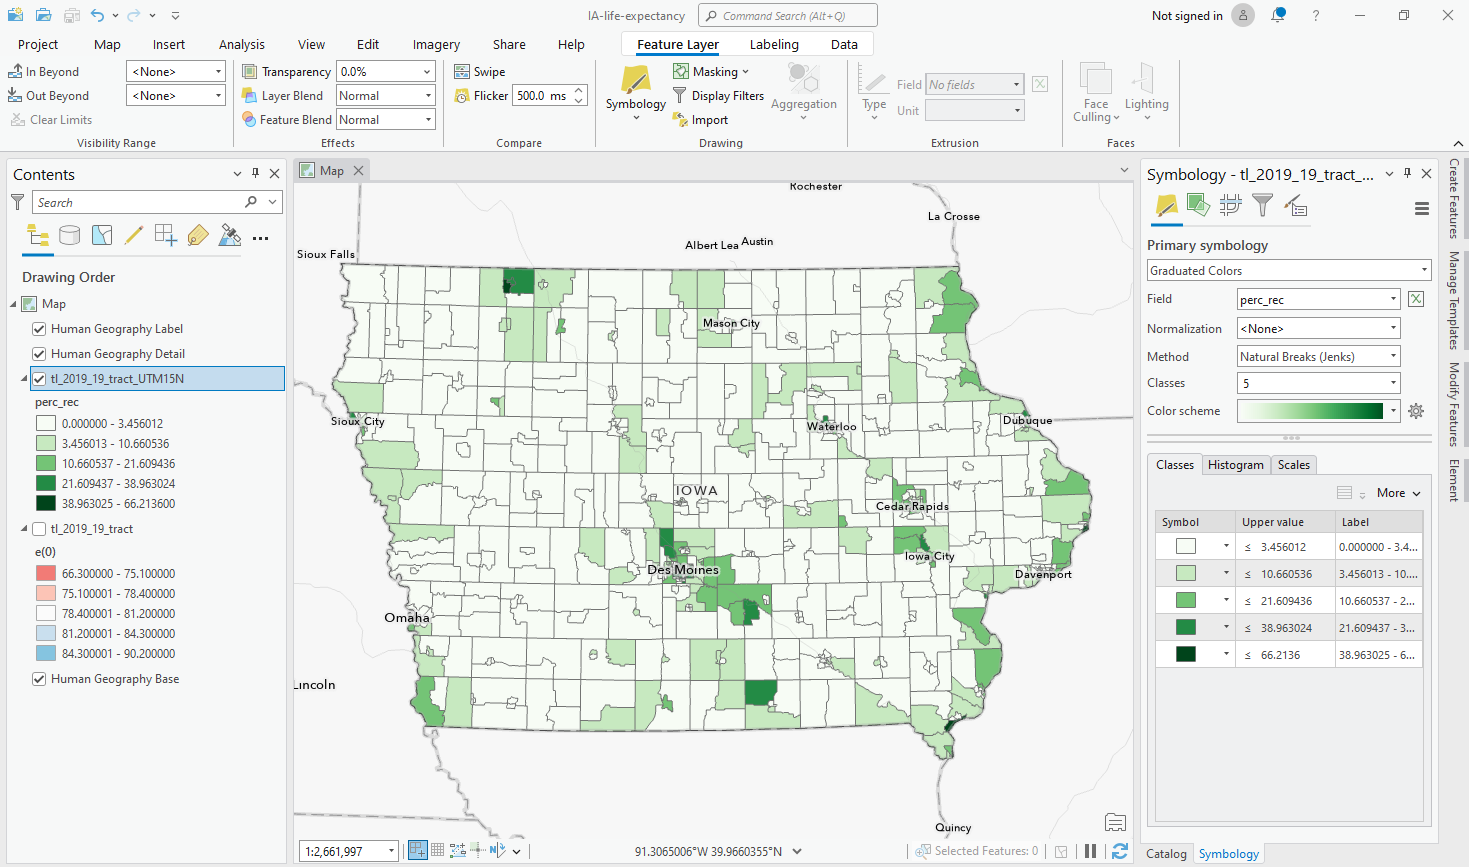 IA-life-expectancy
Command Search (Alt+Q)
Not signed in
?
Project
Map
Insert
Analysis
View
Edit
Imagery
Share
Help
Feature Layer
Labeling
Data
In Beyond
<None>
Out Beyond
<None>
Clear Limits
Visibility Range
Transparency
0.0%
Layer Blend
Normal
Feature Blend
Normal
Effects
Swipe
Flicker
500.0 ms
Compare
Symbology
Masking
Display Filters
Import
Aggregation
Drawing
Type
Field
No fields
Unit
Extrusion
Face
Culling
Lighting
Faces
Contents
Search
Drawing Order
Map
Human Geography Label
Human Geography Detail
tl_2019_19_tract_UTM15N
perc_rec
0.000000 - 3.456012
3.456013 - 10.660536
10.660537 - 21.609436
21.609437 - 38.963024
38.963025 - 66.213600
tl_2019_19_tract
e(0)
66.300000 - 75.100000
75.100001 - 78.400000
78.400001 - 81.200000
81.200001 - 84.300000
84.300001 - 90.200000
Human Geography Base
Map
Rochester
La Crosse
Albert Lea
Austin
Sioux Falls
Mason City
Sioux City
Waterloo
Dubuque
IOWA
Cedar Rapids
Iowa City
Des Moines
Davenport
Omaha
Lincoln
Quincy
1:2,661,997
91.3065006°W 39.9660355°N
Selected Features: 0
Symbology - tl_2019_19_tract_...
Primary symbology
Graduated Colors
Field
perc_rec
Normalization
<None>
Method
Natural Breaks (Jenks)
Classes
5
Color scheme
Classes
Histogram
Scales
More
Symbol
Upper value
Label
≤ 3.456012
0.000000 - 3.4...
≤ 10.660536
3.456013 - 10....
≤ 21.609436
10.660537 - 2...
≤ 38.963024
21.609437 - 3...
≤ 66.2136
38.963025 - 6...
Catalog
Symbology
Create Features
Manage Templates
Modify Features
Element